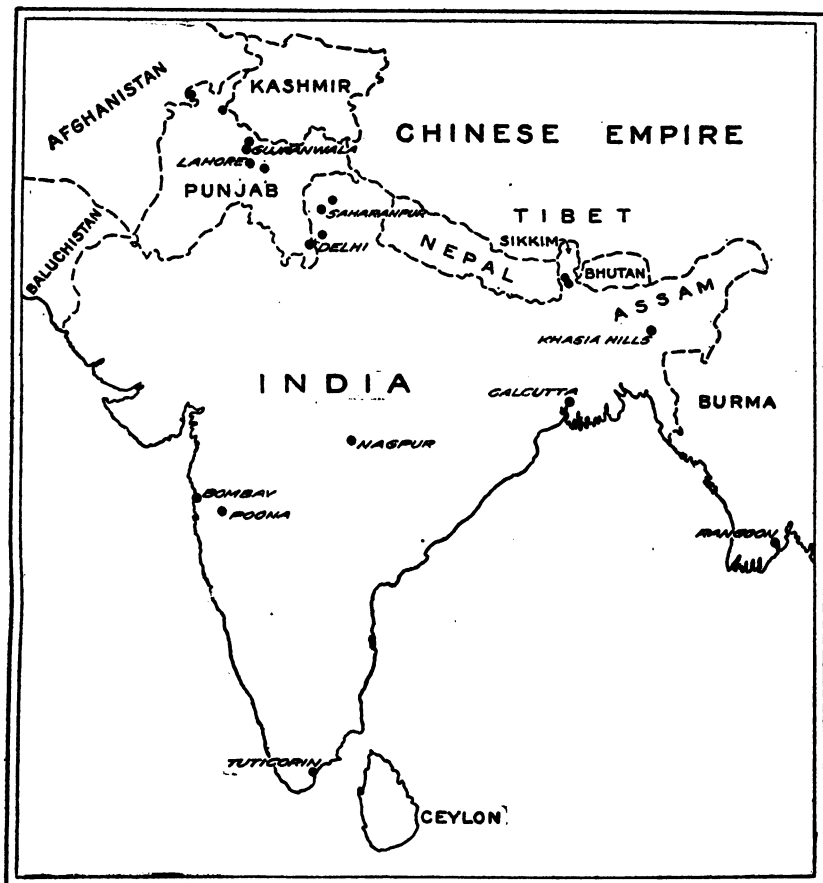 KASHMIR
AFGHANISTAN
CHINESE EMPIRE
GUJRANWALA
LAHORE
PUNJAB
SAHARANPUR
TIBET
SIKKIM
DELHI
NEPAL
BHUTAN
BALUCHISTAN
ASSAM
KHASIA HILLS
INDIA
CALCUTTA
BURMA
NAGPUR
BOMBAY
POONA
RANGOON
TUTICORIN
CEYLON